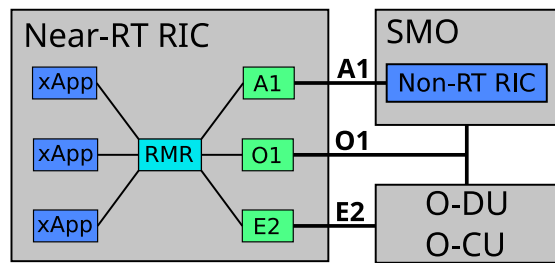 Near-RT RIC
SMO
xApp
A1
A1
Non-RT RIC
xApp
RMR
O1
O1
xApp
E2
E2
O-DU
O-CU